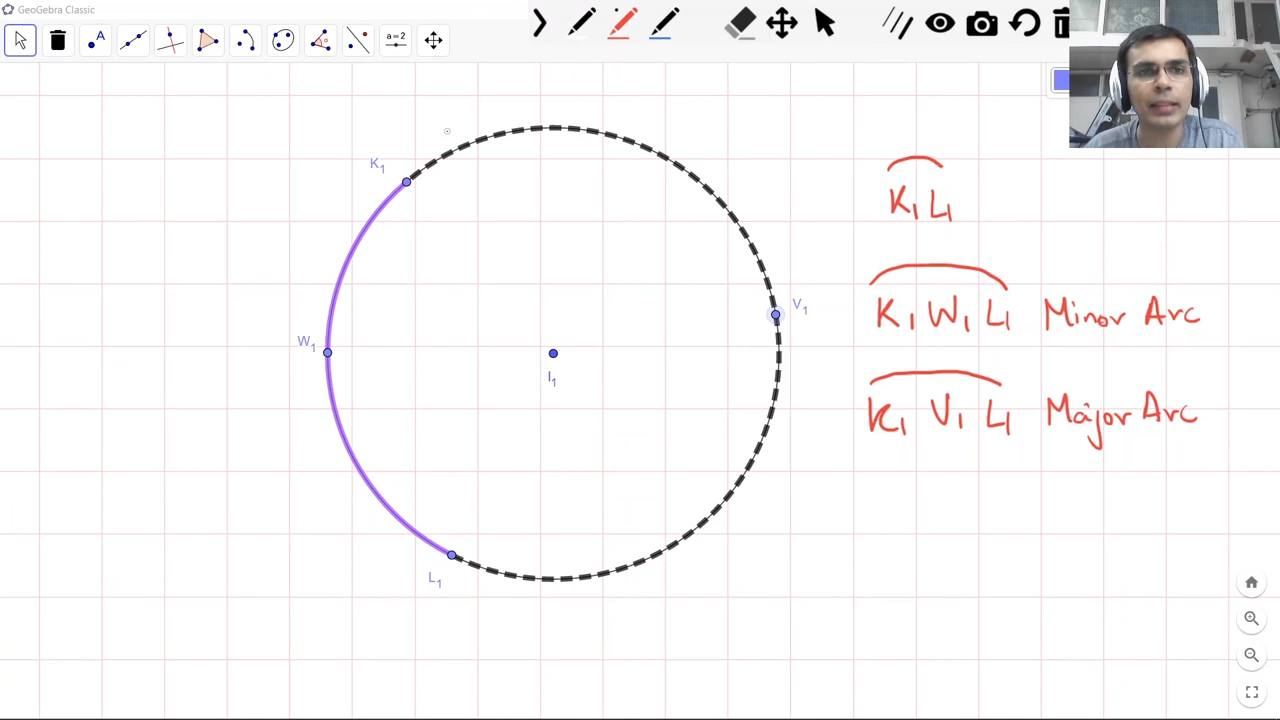 GeoGebra Classic
A
a=2
K1
W1
V1
I1
L1
K1 L1
K1 W1 L1 Minor Arc
K1 V1 L1 Major Arc